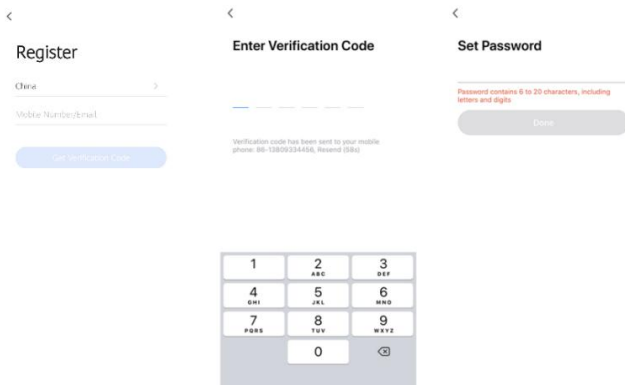 Register
China
Mobile Number/Email
Get Verification Code
Enter Verification Code
Verification code has been sent to your mobile
phone: 86-13809334456, Resend (58s)
1
2
ABC
3
DEF
4
GHI
5
JKL
6
MNO
7
PQRS
8
TUV
9
WXYZ
0
Set Password
Password contains 6 to 20 characters, including
letters and digits
Done